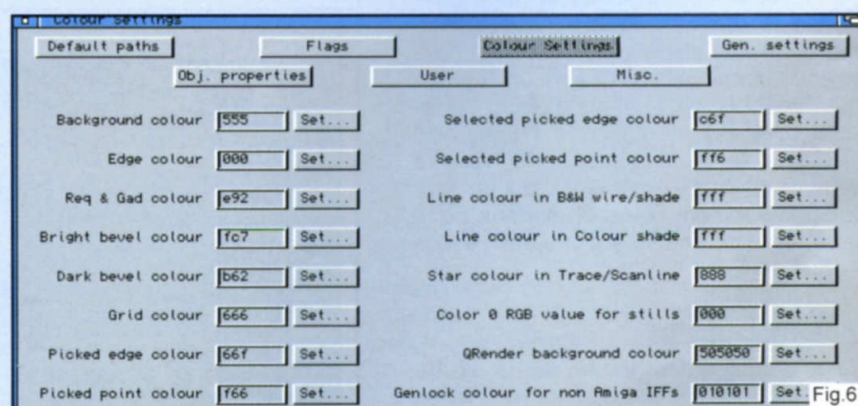 Colour Settings
Default paths Flags Colour Settings Gen. settings
Obj. properties User Misc.
Background colour 555 Set... Selected picked edge colour c6f Set...
Edge colour 000 Set... Selected picked point colour ff6 Set...
Req & Gad colour e92 Set... Line colour in B&W wire/shade fff Set...
Bright bevel colour fc7 Set... Line colour in Colour shade fff Set...
Dark bevel colour b62 Set... Star colour in Trace/Scanline 888 Set...
Grid colour 666 Set... Color 0 RGB value for stills 000 Set...
Picked edge colour 66f Set... QRender background colour 505050 Set...
Picked point colour f66 Set... Genlock colour for non Amiga IFFs 010101 Set.
Fig.6